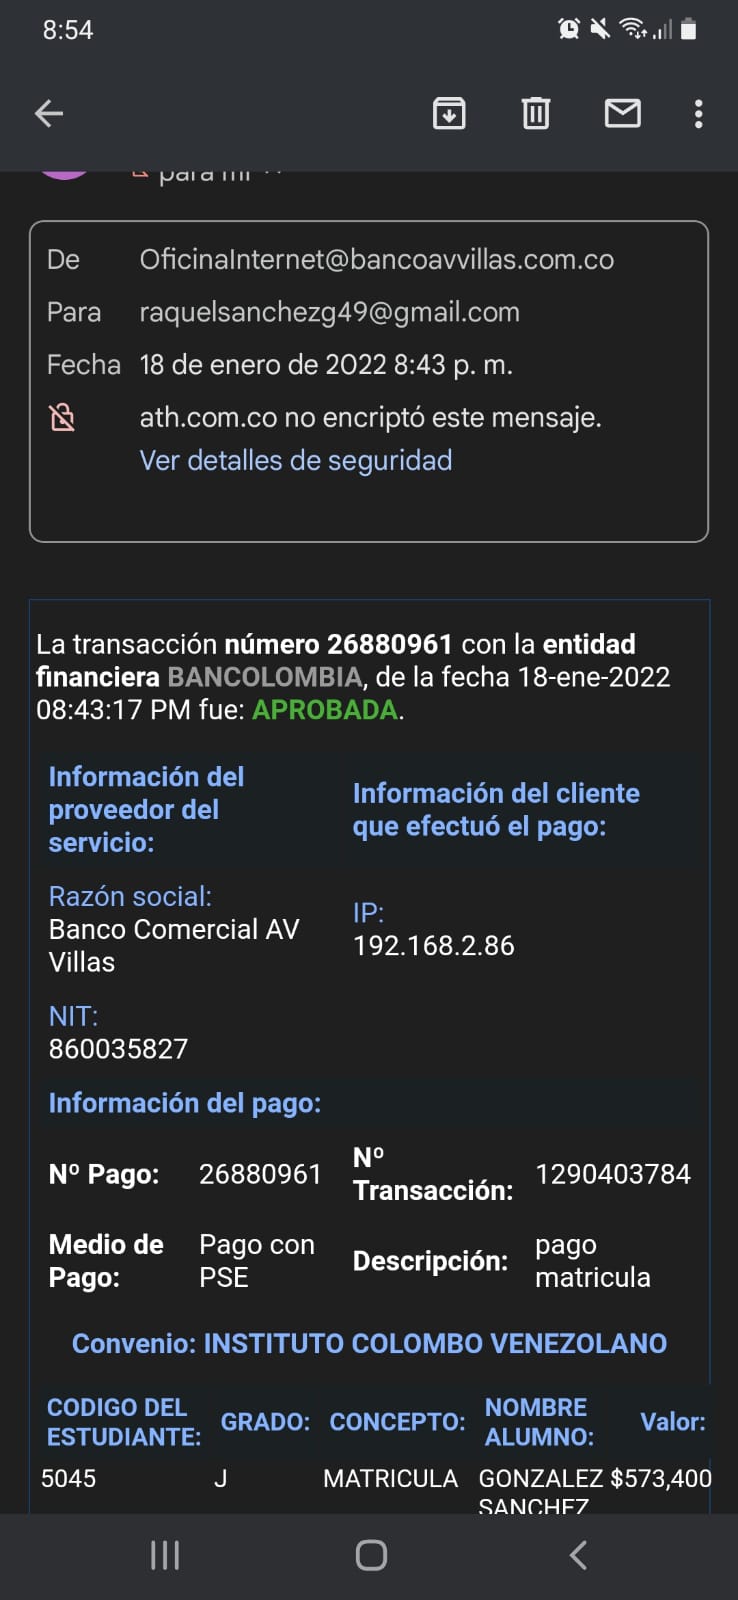 8:54
para mí
De OficinaInternet@bancoavvillas.com.co
Para raquelsanchezg49@gmail.com
Fecha 18 de enero de 2022 8:43 p. m.
ath.com.co no encriptó este mensaje.
Ver detalles de seguridad
La transacción número 26880961 con la entidad
financiera BANCOLOMBIA, de la fecha 18-ene-2022
08:43:17 PM fue: APROBADA.
Información del
proveedor del
servicio:
Información del cliente
que efectuó el pago:
Razón social:
Banco Comercial AV
Villas
IP:
192.168.2.86
NIT:
860035827
Información del pago:
Nº Pago: 26880961
Nº
Transacción: 1290403784
Medio de
Pago:
Pago con
PSE
Descripción:
pago
matricula
Convenio: INSTITUTO COLOMBO VENEZOLANO
CODIGO DEL
ESTUDIANTE:
GRADO:
CONCEPTO:
NOMBRE
ALUMNO:
Valor:
5045 J MATRICULA GONZALEZ $573,400
SANCHEZ